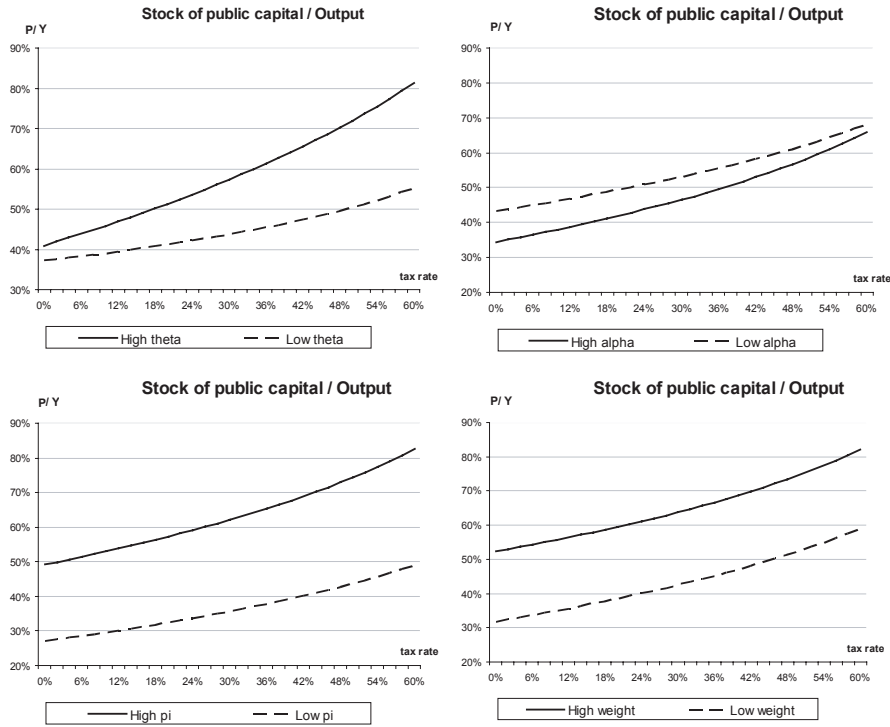 Stock of public capital / Output
P/ Y
90%
80%
70%
60%
50%
40%
30%
tax rate
0% 6% 12% 18% 24% 30% 36% 42% 48% 54% 60%
High theta Low theta
Stock of public capital / Output
P/ Y
90%
80%
70%
60%
50%
40%
30%
20%
tax rate
0% 6% 12% 18% 24% 30% 36% 42% 48% 54% 60%
High alpha Low alpha
Stock of public capital / Output
P/ Y
90%
80%
70%
60%
50%
40%
30%
20%
tax rate
0% 6% 12% 18% 24% 30% 36% 42% 48% 54% 60%
High pi Low pi
Stock of public capital / Output
P/ Y
90%
80%
70%
60%
50%
40%
30%
20%
tax rate
0% 6% 12% 18% 24% 30% 36% 42% 48% 54% 60%
High weight Low weight